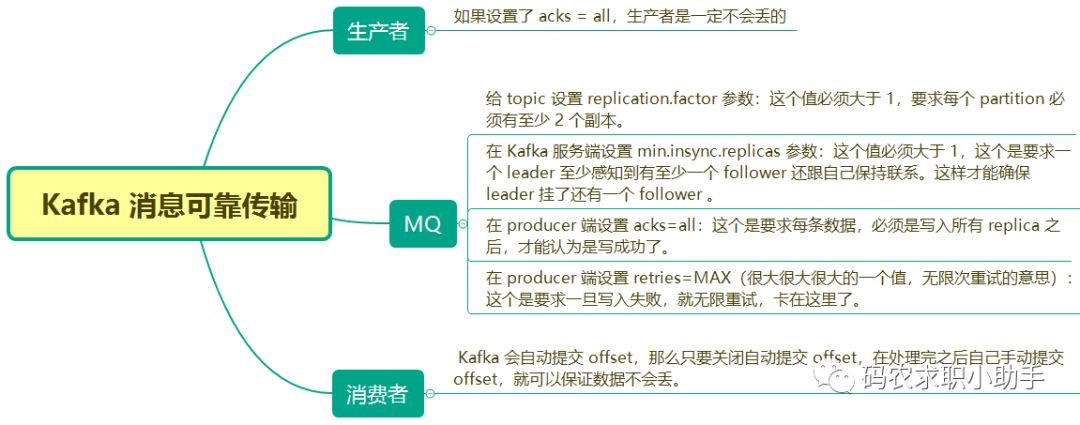 生产者
如果设置了 acks = all，生产者是一定不会丢的
Kafka 消息可靠传输
MQ
给 topic 设置 replication.factor 参数：这个值必须大于 1，要求每个 partition 必
须有至少 2 个副本。
在 Kafka 服务端设置 min.insync.replicas 参数：这个值必须大于 1，这个是要求一
个 leader 至少感知到有至少一个 follower 还跟自己保持联系。这样才能确保
leader 挂了还有一个 follower 。
在 producer 端设置 acks=all：这个是要求每条数据，必须是写入所有 replica 之
后，才能认为是写成功了。
在 producer 端设置 retries=MAX（很大很大很大的一个值，无限次重试的意思）：
这个是要求一旦写入失败，就无限重试，卡在这里了。
消费者
Kafka 会自动提交 offset，那么只要关闭自动提交 offset，在处理完之后自己手动提交
offset，就可以保证数据不会丢。
码农求职小助手